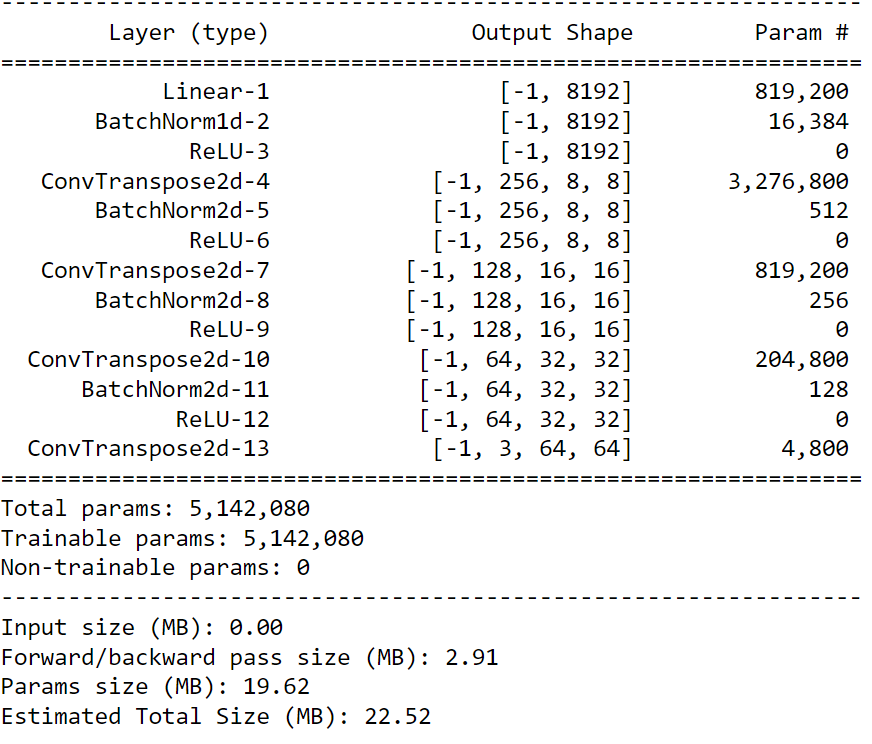 ----------------------------------------------------------------
Layer (type) Output Shape Param #
================================================================
Linear-1 [-1, 8192] 819,200
BatchNorm1d-2 [-1, 8192] 16,384
ReLU-3 [-1, 8192] 0
ConvTranspose2d-4 [-1, 256, 8, 8] 3,276,800
BatchNorm2d-5 [-1, 256, 8, 8] 512
ReLU-6 [-1, 256, 8, 8] 0
ConvTranspose2d-7 [-1, 128, 16, 16] 819,200
BatchNorm2d-8 [-1, 128, 16, 16] 256
ReLU-9 [-1, 128, 16, 16] 0
ConvTranspose2d-10 [-1, 64, 32, 32] 204,800
BatchNorm2d-11 [-1, 64, 32, 32] 128
ReLU-12 [-1, 64, 32, 32] 0
ConvTranspose2d-13 [-1, 3, 64, 64] 4,800
================================================================
Total params: 5,142,080
Trainable params: 5,142,080
Non-trainable params: 0
----------------------------------------------------------------
Input size (MB): 0.00
Forward/backward pass size (MB): 2.91
Params size (MB): 19.62
Estimated Total Size (MB): 22.52